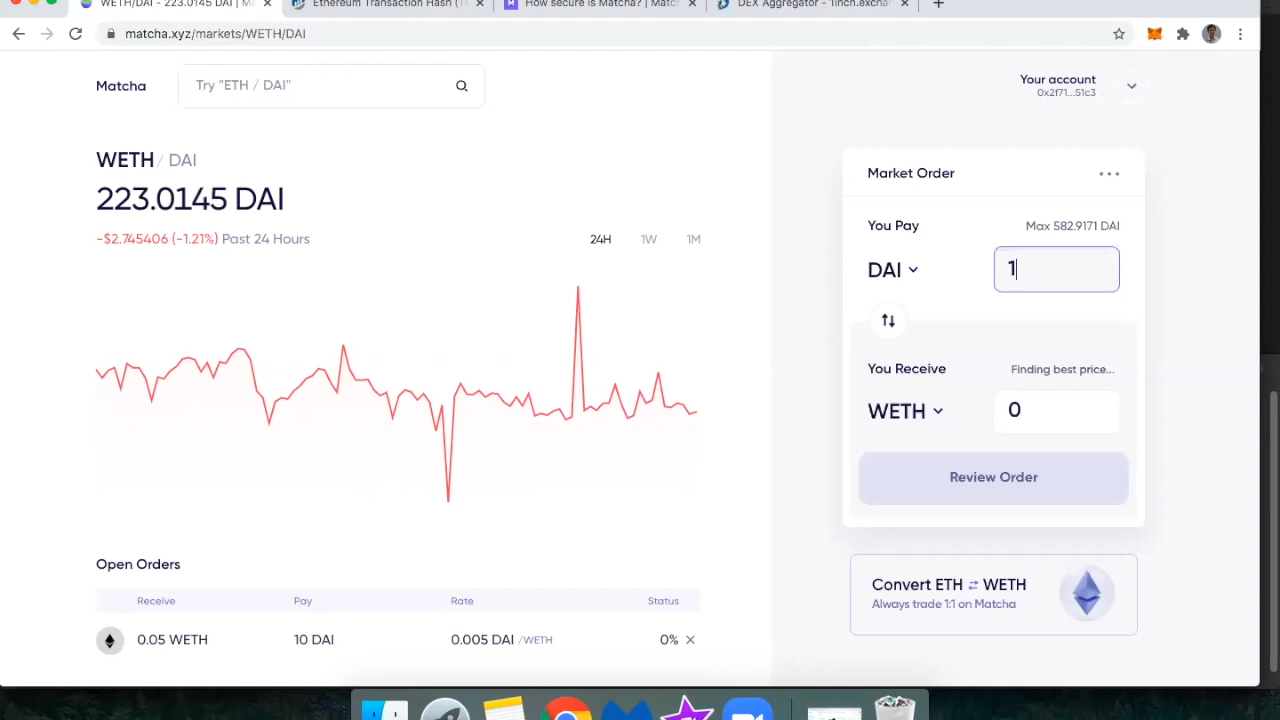 WETH/DAI - 223.0145 DAI | M
Ethereum Transaction Hash (T
How secure is Matcha? | Match
DEX Aggregator - 1inch.exchan
matcha.xyz/markets/WETH/DAI
Matcha
Try "ETH / DAI"
Your account
0x2f71...51c3
WETH / DAI
223.0145 DAI
-$2.745406 (-1.21%) Past 24 Hours
24H 1W 1M
Market Order
You Pay
Max 582.9171 DAI
DAI
1
You Receive
Finding best price...
WETH
0
Review Order
Convert ETH ⇄ WETH
Always trade 1:1 on Matcha
Open Orders
Receive Pay Rate Status
0.05 WETH 10 DAI 0.005 DAI /WETH 0% ✕